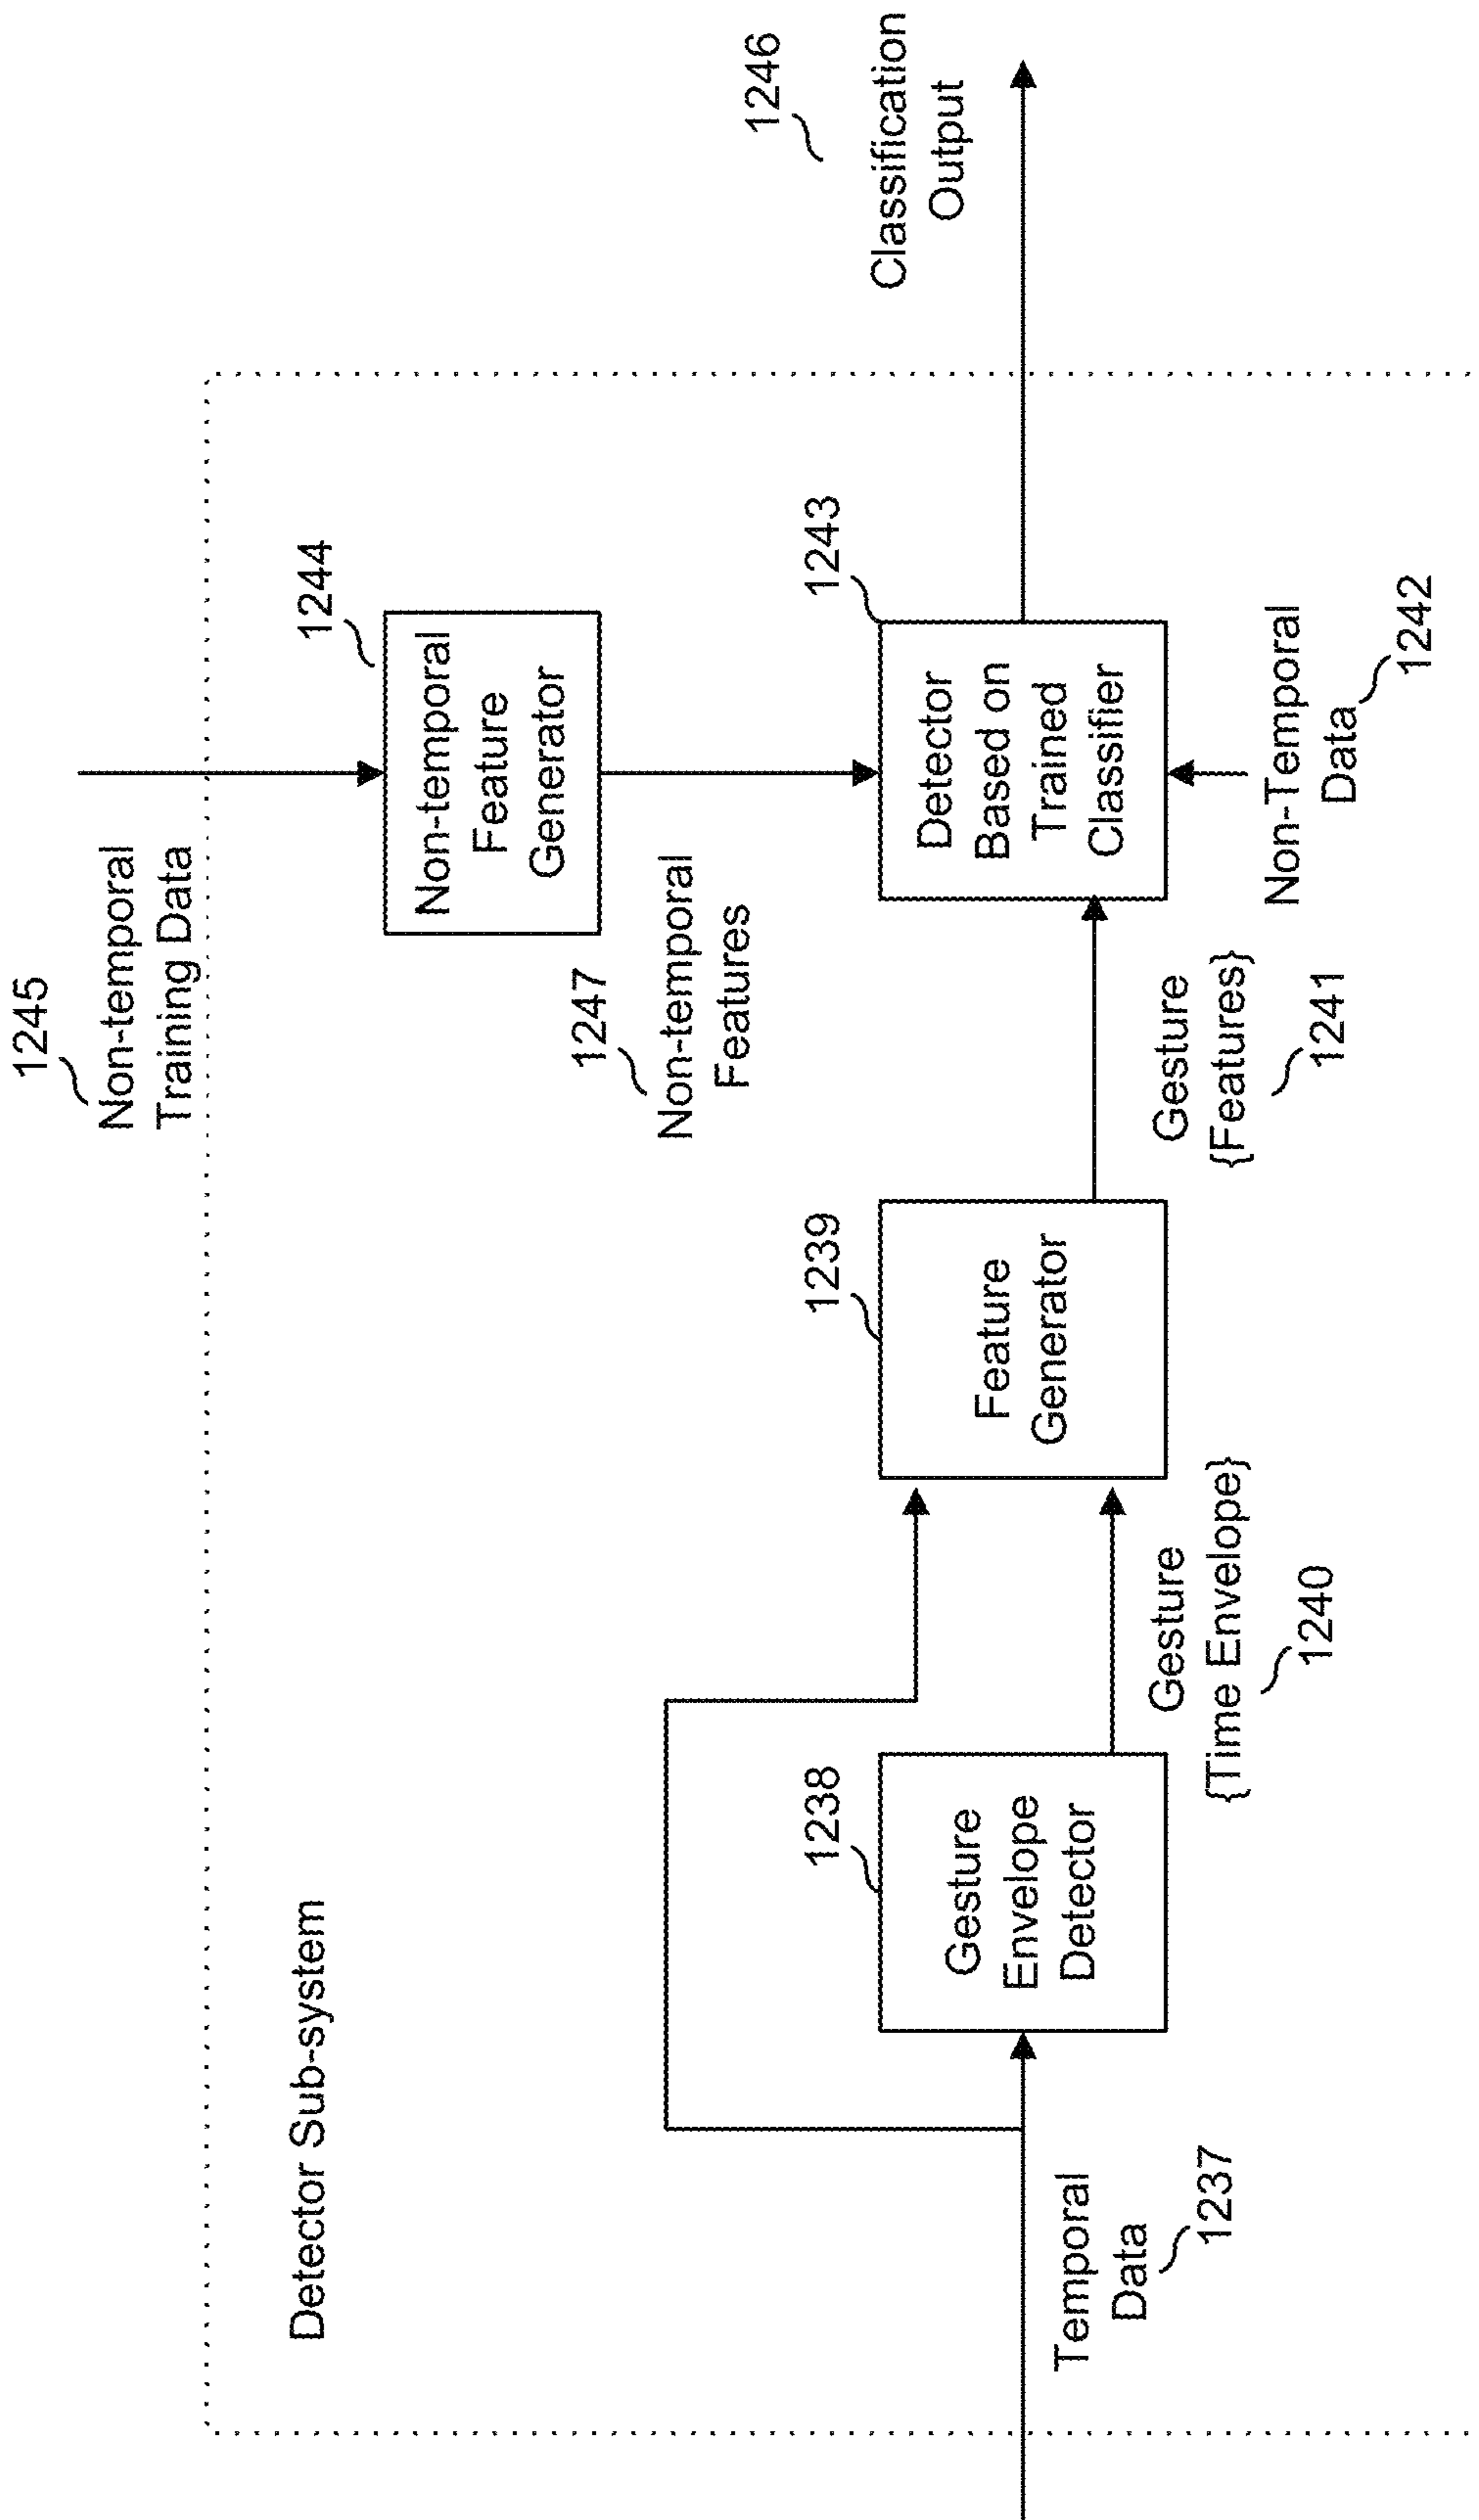 1245
Non-temporal
Training Data
Detector Sub-system
1244
Non-temporal
Feature
Generator
1247
Non-temporal
Features
1246
Classification
Output
1238
Gesture
Envelope
Detector
1239
Feature
Generator
1243
Detector
Based on
Trained
Classifier
Temporal
Data
1237
Gesture
{Time Envelope}
1240
Gesture
{Features}
1241
Non-Temporal
Data
1242